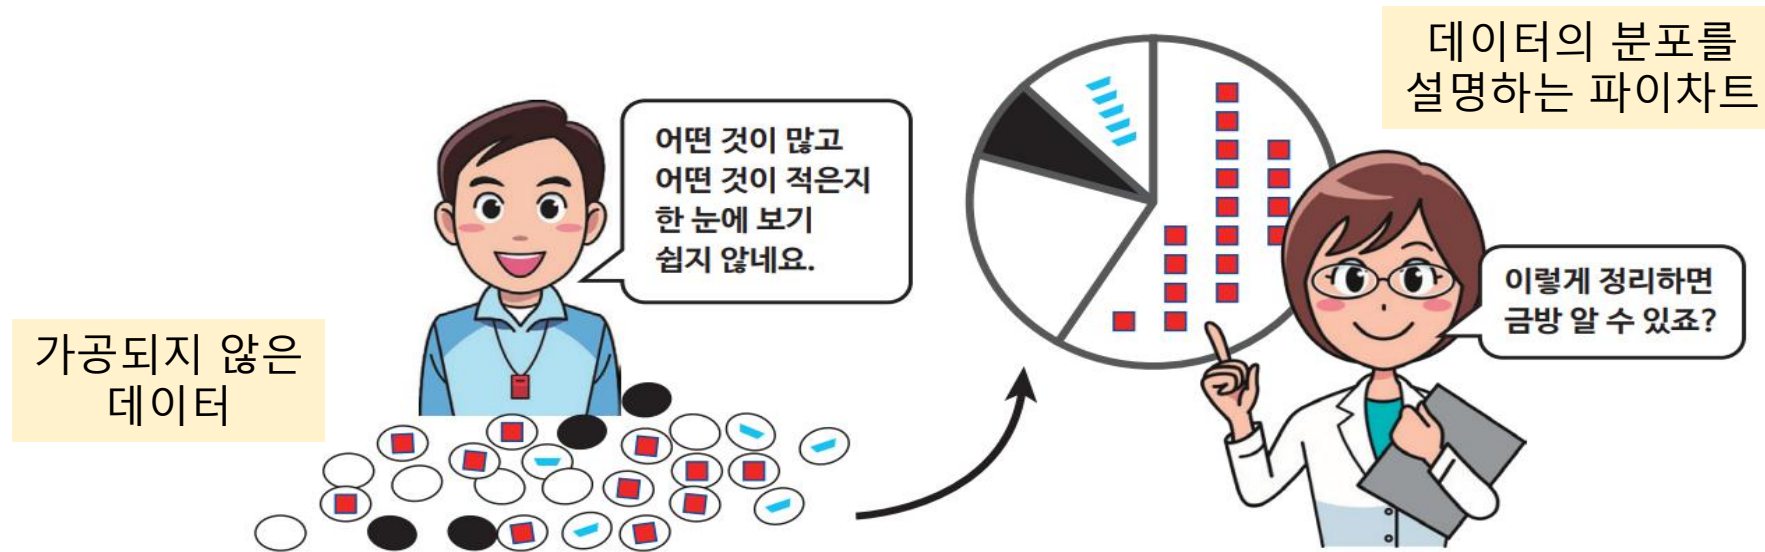 가공되지 않은
데이터
어떤 것이 많고
어떤 것이 적은지
한 눈에 보기
쉽지 않네요.
데이터의 분포를
설명하는 파이차트
이렇게 정리하면
금방 알 수 있죠?